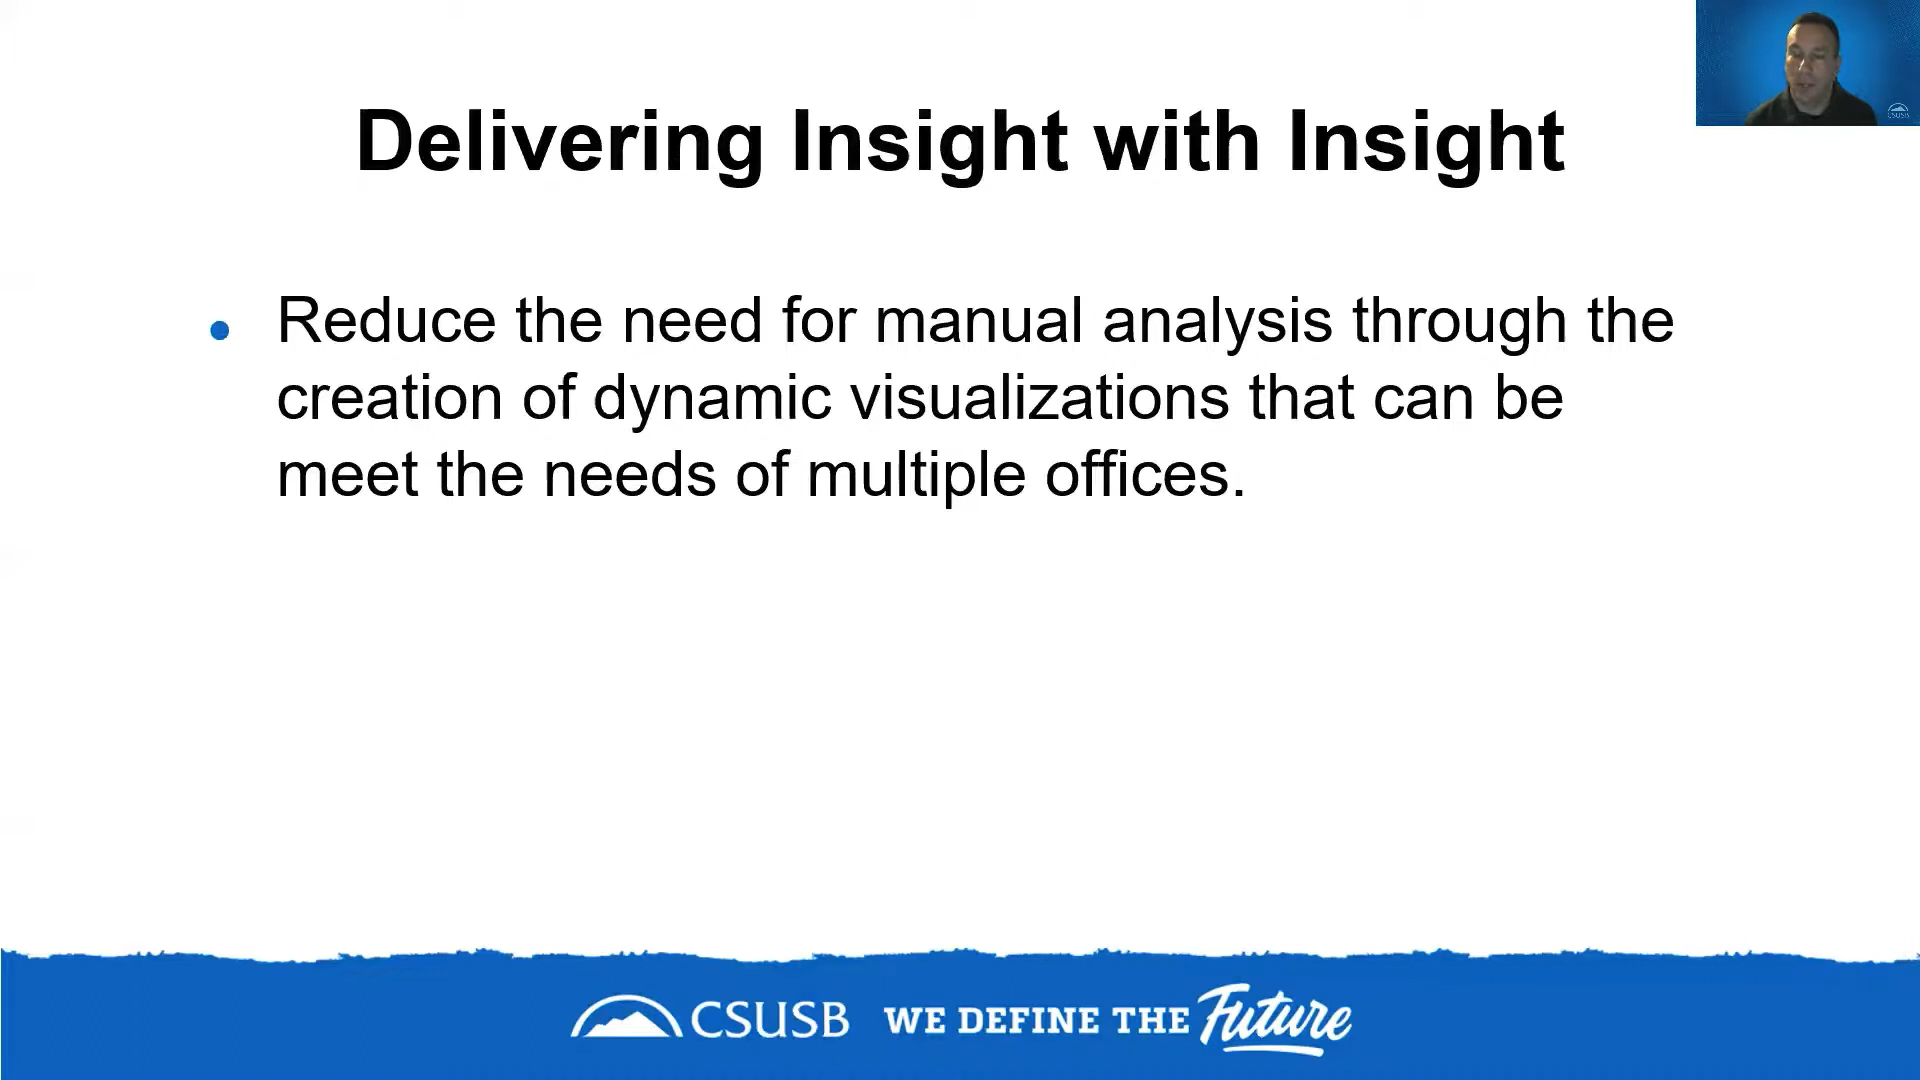 Delivering Insight with Insight
Reduce the need for manual analysis through the
creation of dynamic visualizations that can be
meet the needs of multiple offices.
CSUSB
CSUSB WE DEFINE THE Future